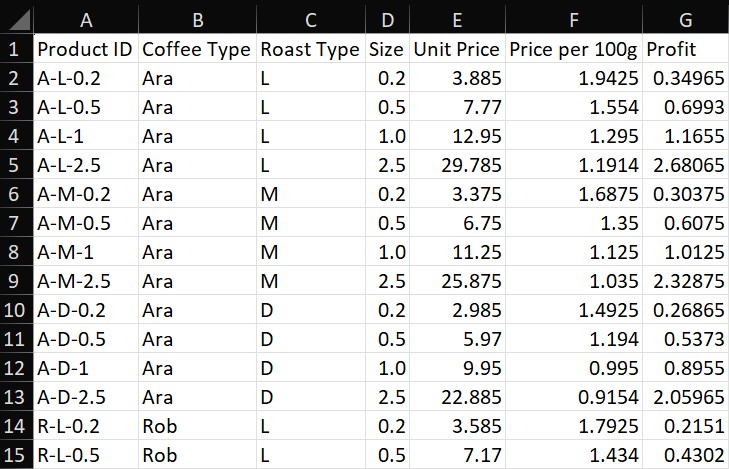 A B C D E F G
1 Product ID Coffee Type Roast Type Size Unit Price Price per 100g Profit
2 A-L-0.2 Ara L 0.2 3.885 1.9425 0.34965
3 A-L-0.5 Ara L 0.5 7.77 1.554 0.6993
4 A-L-1 Ara L 1.0 12.95 1.295 1.1655
5 A-L-2.5 Ara L 2.5 29.785 1.1914 2.68065
6 A-M-0.2 Ara M 0.2 3.375 1.6875 0.30375
7 A-M-0.5 Ara M 0.5 6.75 1.35 0.6075
8 A-M-1 Ara M 1.0 11.25 1.125 1.0125
9 A-M-2.5 Ara M 2.5 25.875 1.035 2.32875
10 A-D-0.2 Ara D 0.2 2.985 1.4925 0.26865
11 A-D-0.5 Ara D 0.5 5.97 1.194 0.5373
12 A-D-1 Ara D 1.0 9.95 0.995 0.8955
13 A-D-2.5 Ara D 2.5 22.885 0.9154 2.05965
14 R-L-0.2 Rob L 0.2 3.585 1.7925 0.2151
15 R-L-0.5 Rob L 0.5 7.17 1.434 0.4302